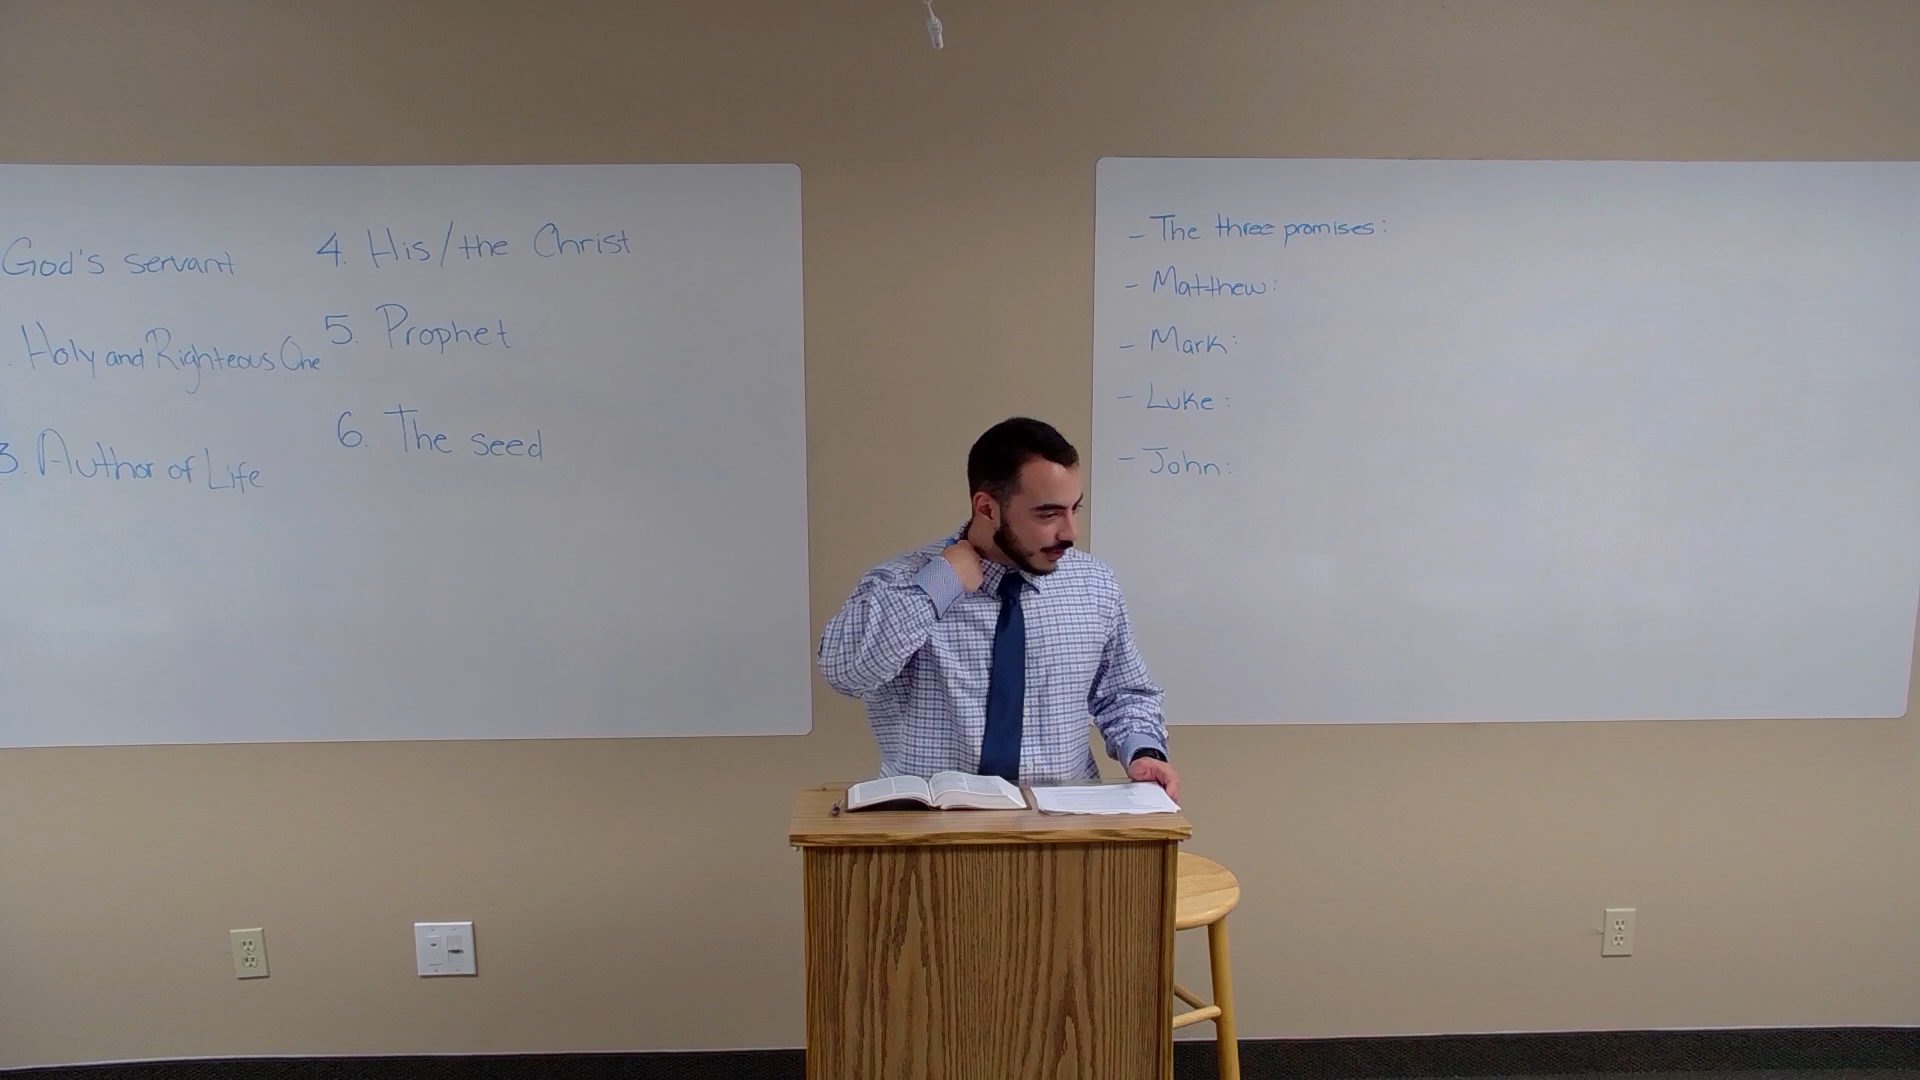 God's servant
Holy and Righteous One
3. Author of Life
4. His/the Christ
5. Prophet
6. The seed
- The three promises:
- Matthew:
- Mark:
- Luke:
- John: